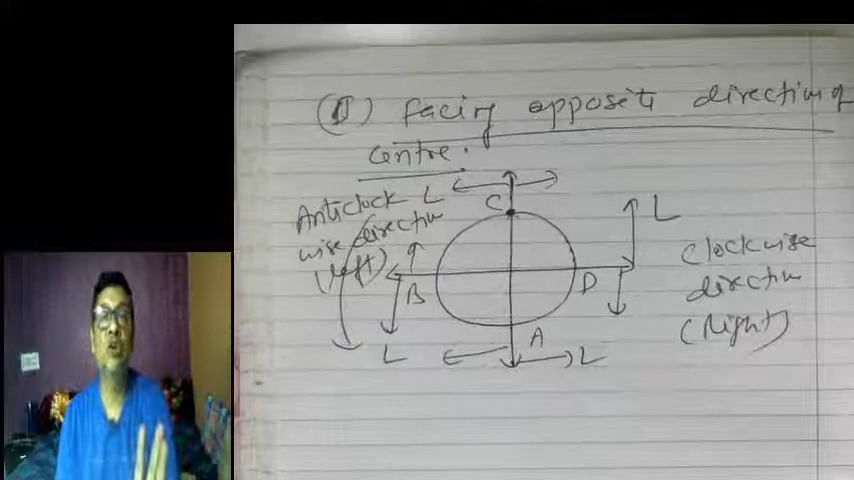 (II) facing opposite direction of
centre.
Anticlock
wise direction
(left)
L
C
L
Clockwise
direction
(Right)
B
D
A
L
L